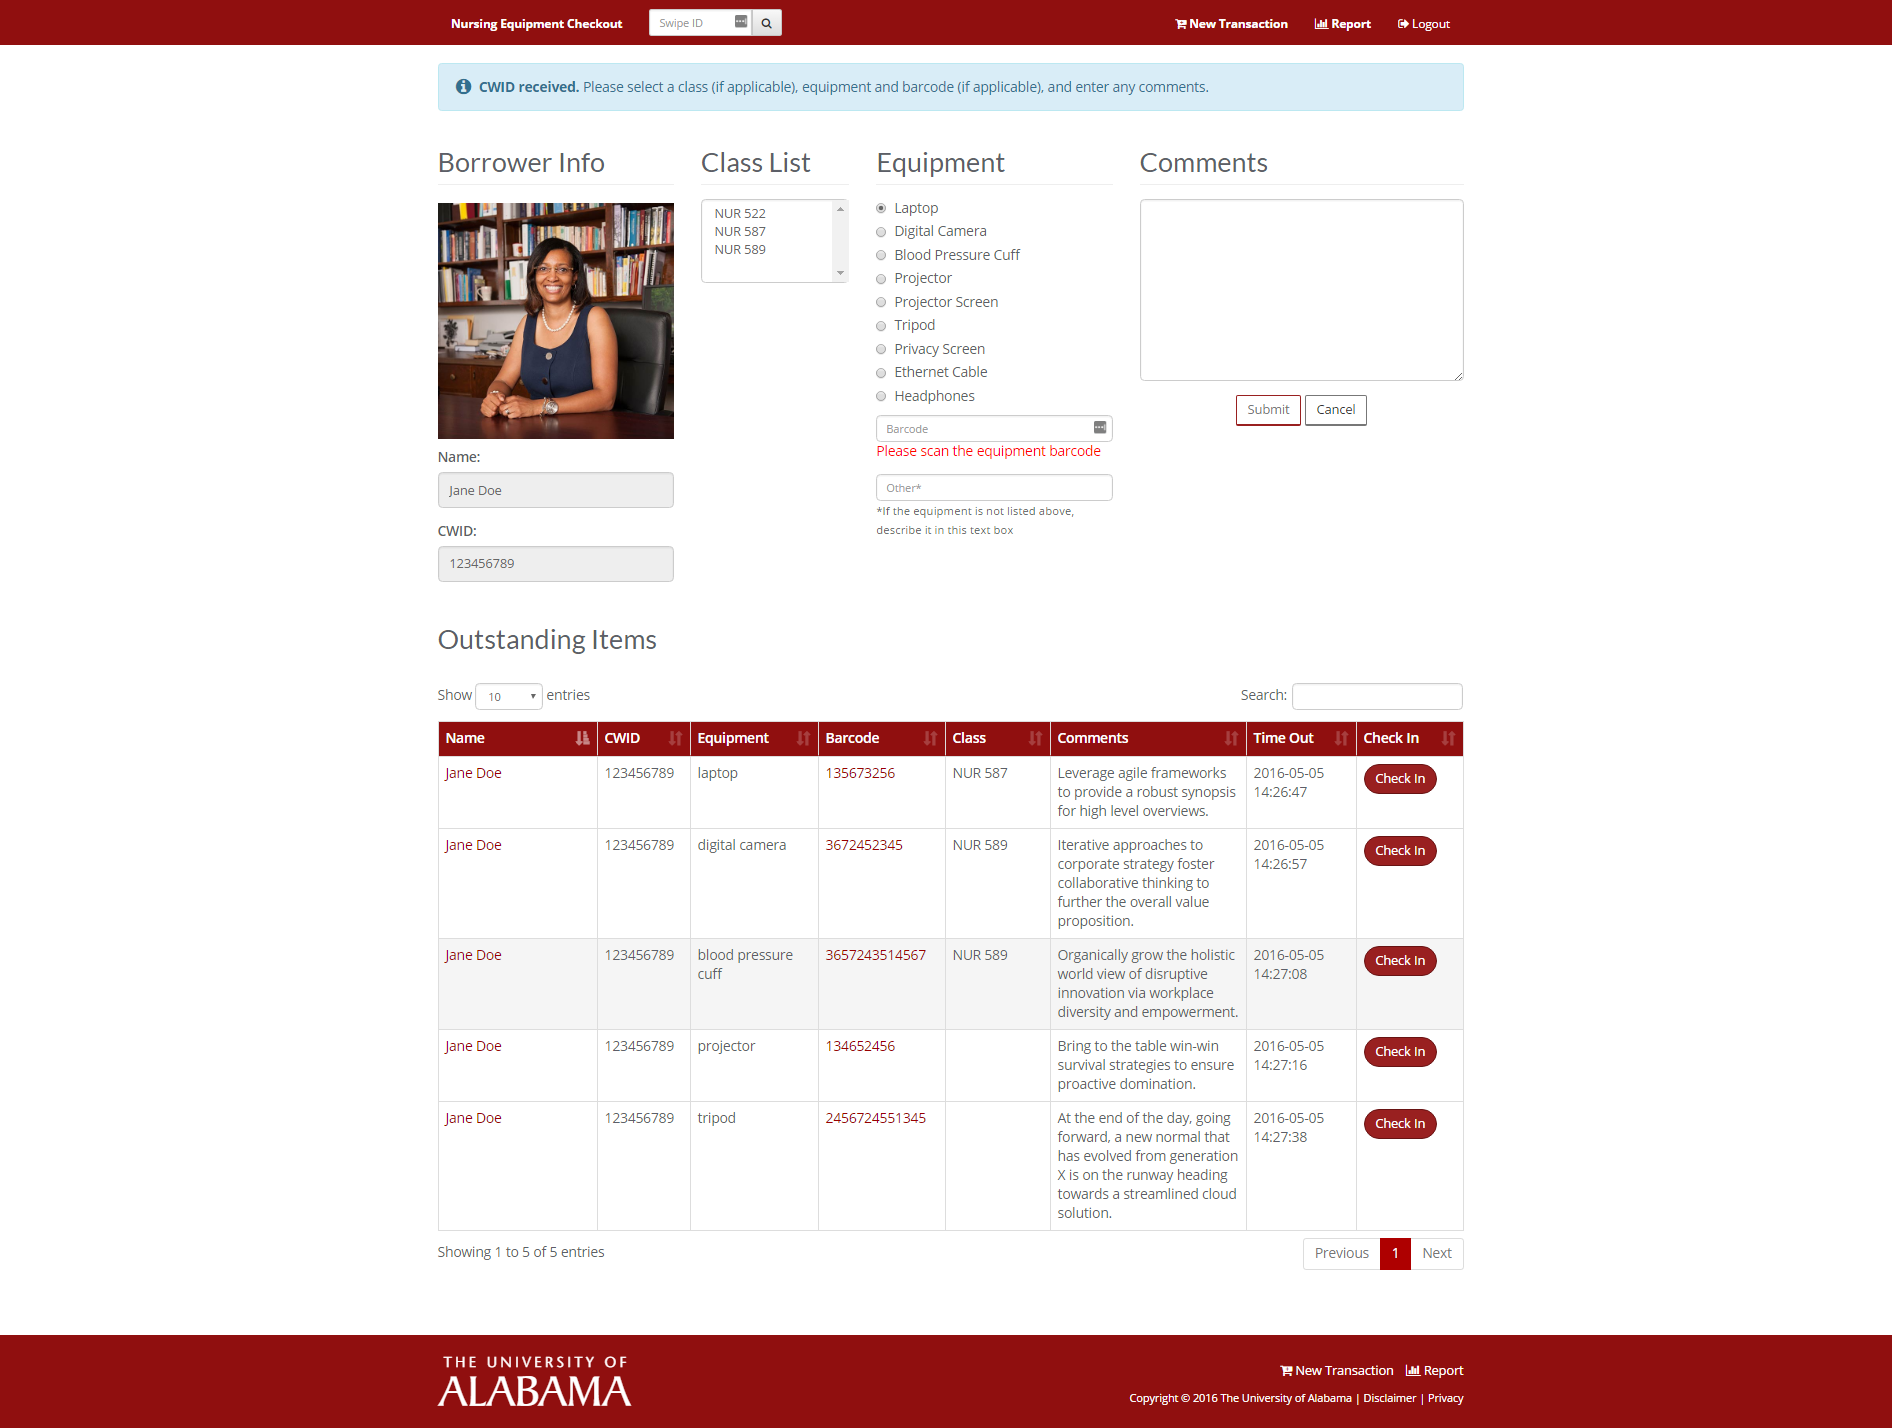 Nursing Equipment Checkout
Swipe ID
New Transaction
Report
Logout
CWID received. Please select a class (if applicable), equipment and barcode (if applicable), and enter any comments.
Borrower Info
Name:
Jane Doe
CWID:
123456789
Class List
NUR 522
NUR 587
NUR 589
Equipment
Laptop
Digital Camera
Blood Pressure Cuff
Projector
Projector Screen
Tripod
Privacy Screen
Ethernet Cable
Headphones
Barcode
Please scan the equipment barcode
Other*
*If the equipment is not listed above,
describe it in this text box
Comments
Submit
Cancel
Outstanding Items
Show 10 entries
Search:
Name CWID Equipment Barcode Class Comments Time Out Check In
Jane Doe 123456789 laptop 135673256 NUR 587 Leverage agile frameworks 2016-05-05 Check In
to provide a robust synopsis 14:26:47
for high level overviews.
Jane Doe 123456789 digital camera 3672452345 NUR 589 Iterative approaches to 2016-05-05 Check In
corporate strategy foster 14:26:57
collaborative thinking to
further the overall value
proposition.
Jane Doe 123456789 blood pressure 3657243514567 NUR 589 Organically grow the holistic 2016-05-05 Check In
cuff world view of disruptive 14:27:08
innovation via workplace
diversity and empowerment.
Jane Doe 123456789 projector 134652456 Bring to the table win-win 2016-05-05 Check In
survival strategies to ensure 14:27:16
proactive domination.
Jane Doe 123456789 tripod 2456724551345 At the end of the day, going 2016-05-05 Check In
forward, a new normal that 14:27:38
has evolved from generation
X is on the runway heading
towards a streamlined cloud
solution.
Showing 1 to 5 of 5 entries
Previous 1 Next
THE UNIVERSITY OF
ALABAMA
New Transaction Report
Copyright © 2016 The University of Alabama | Disclaimer | Privacy